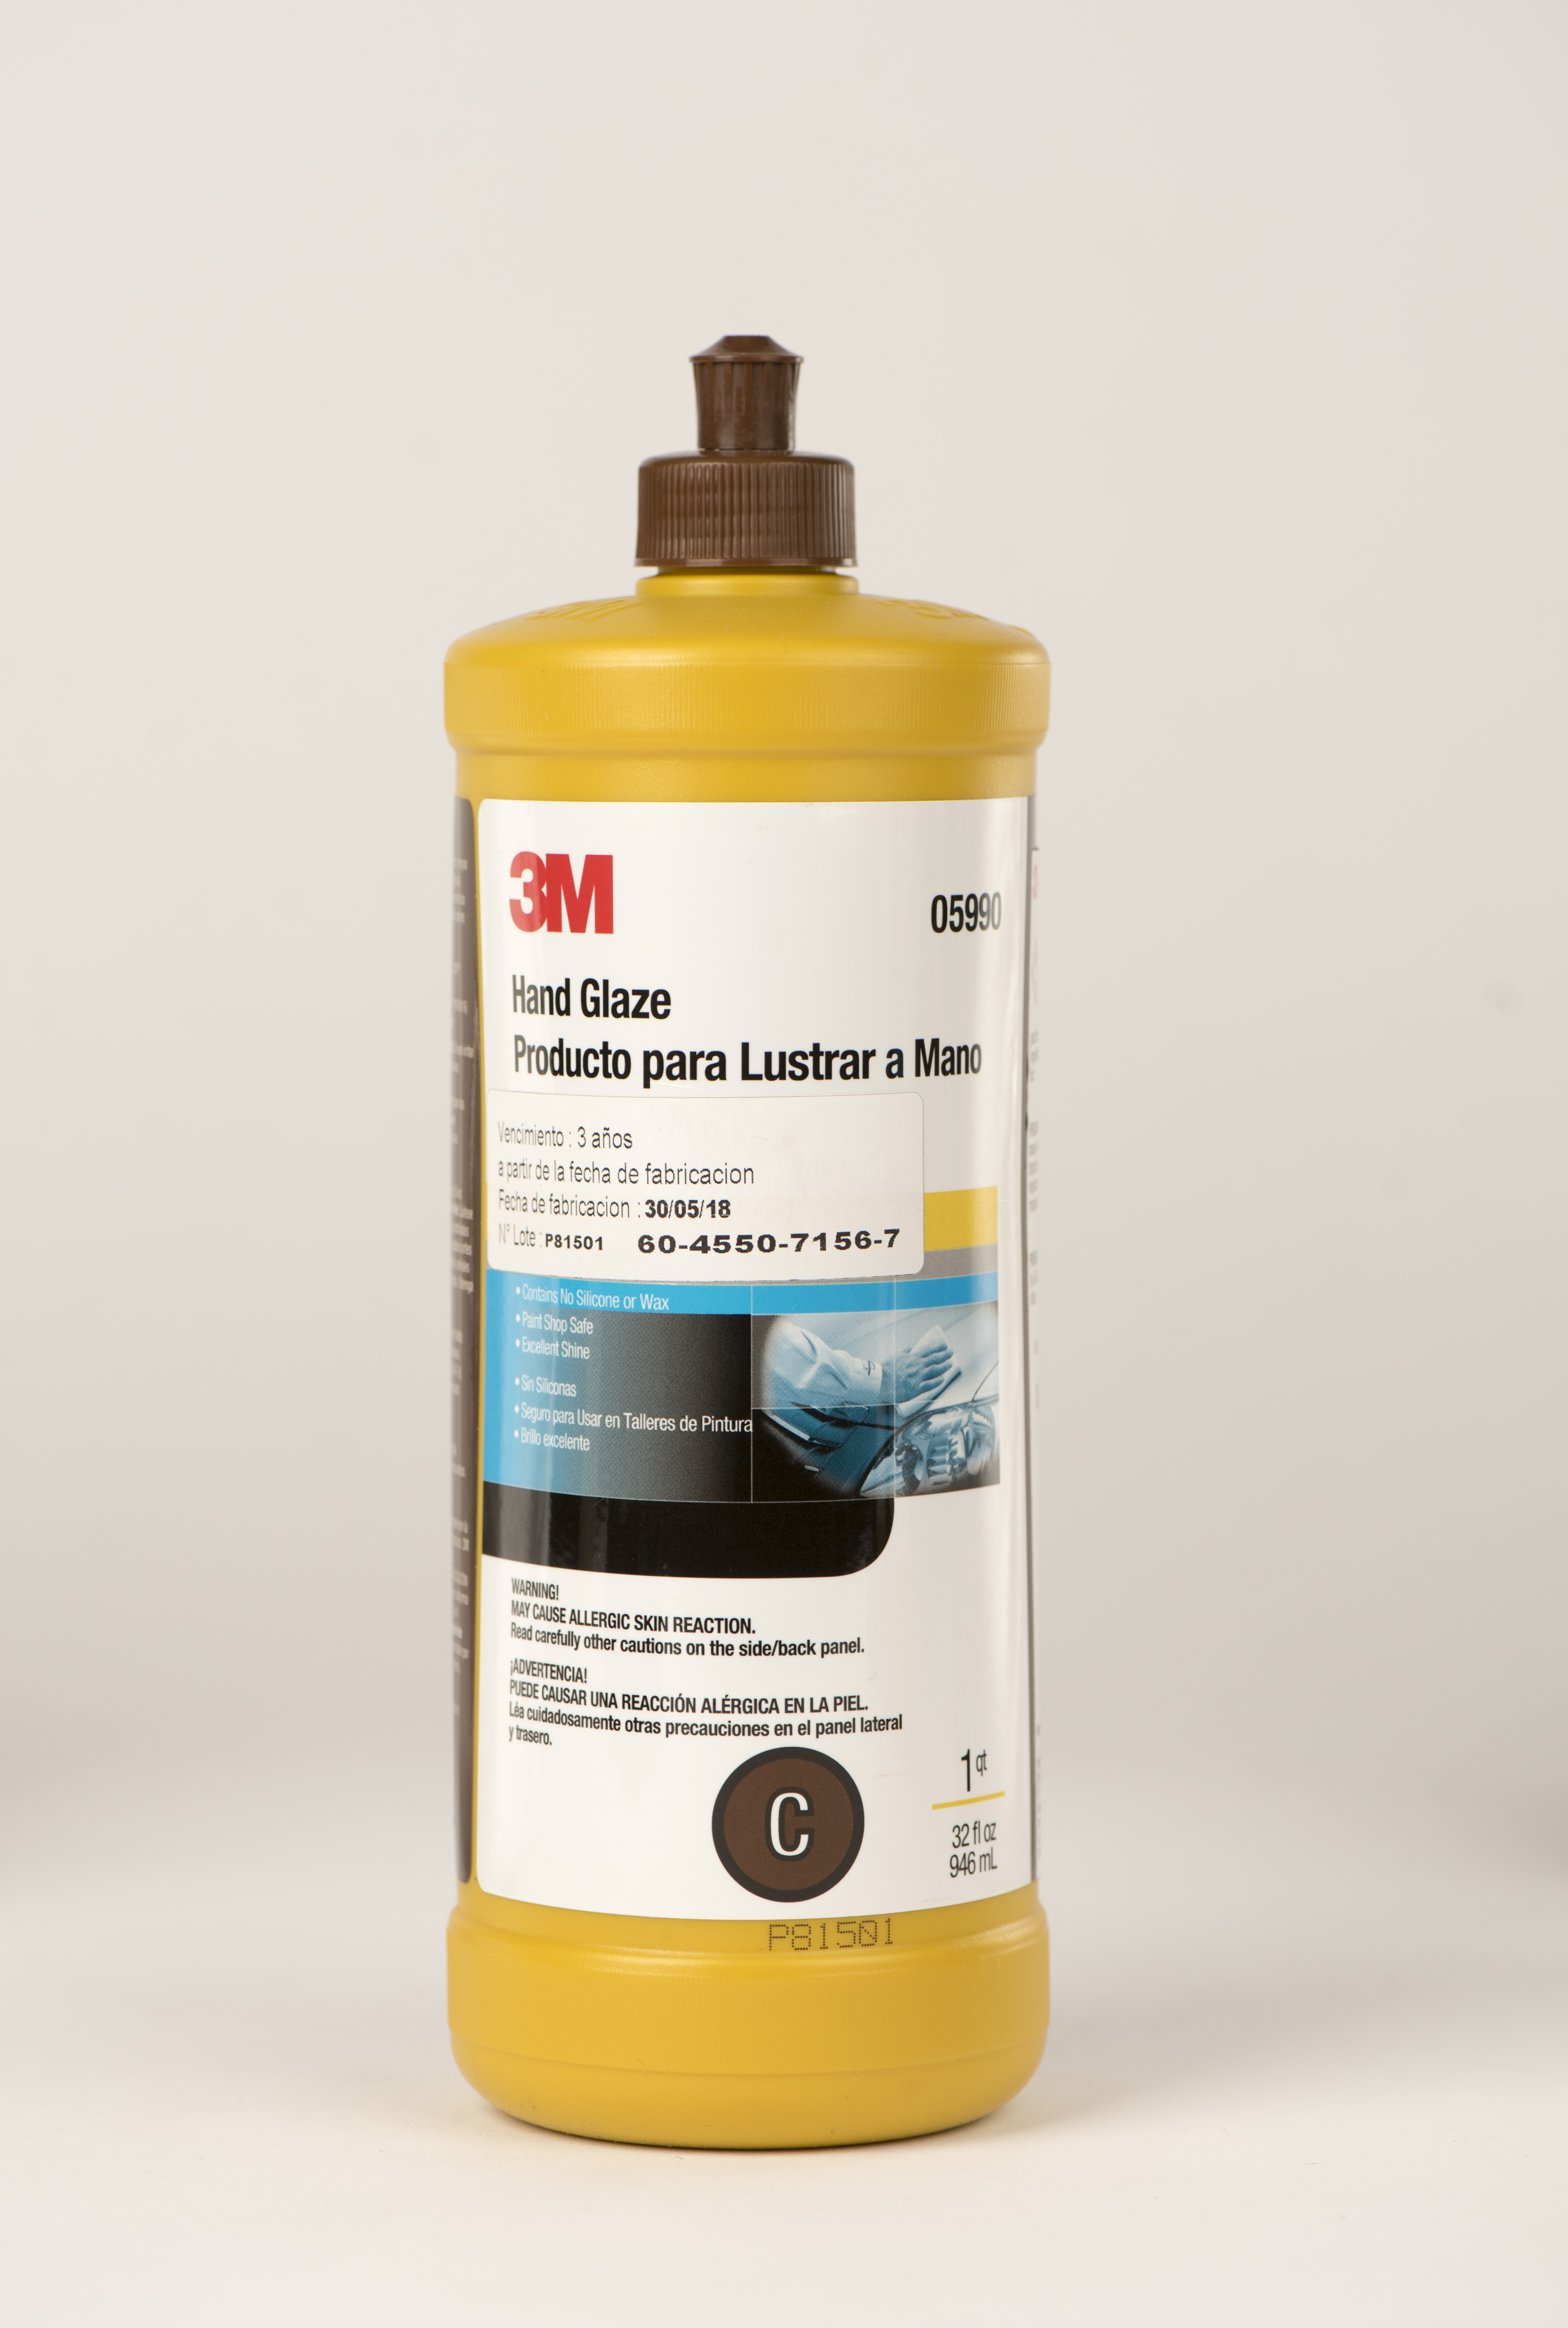 3M
05990
Hand Glaze
Producto para Lustrar a Mano
Vencimiento : 3 años
a partir de la fecha de fabricacion
Fecha de fabricacion : 30/05/18
N° Lote : P81501 60-4550-7156-7
• Contains No Silicone or Wax
• Paint Shop Safe
• Excellent Shine
• Sin Siliconas
• Seguro para Usar en Talleres de Pintura
• Brillo excelente
WARNING!
MAY CAUSE ALLERGIC SKIN REACTION.
Read carefully other cautions on the side/back panel.
¡ADVERTENCIA!
PUEDE CAUSAR UNA REACCIÓN ALÉRGICA EN LA PIEL.
Léa cuidadosamente otras precauciones en el panel lateral
y trasero.
C
1 qt
32 fl oz
946 mL
P81501